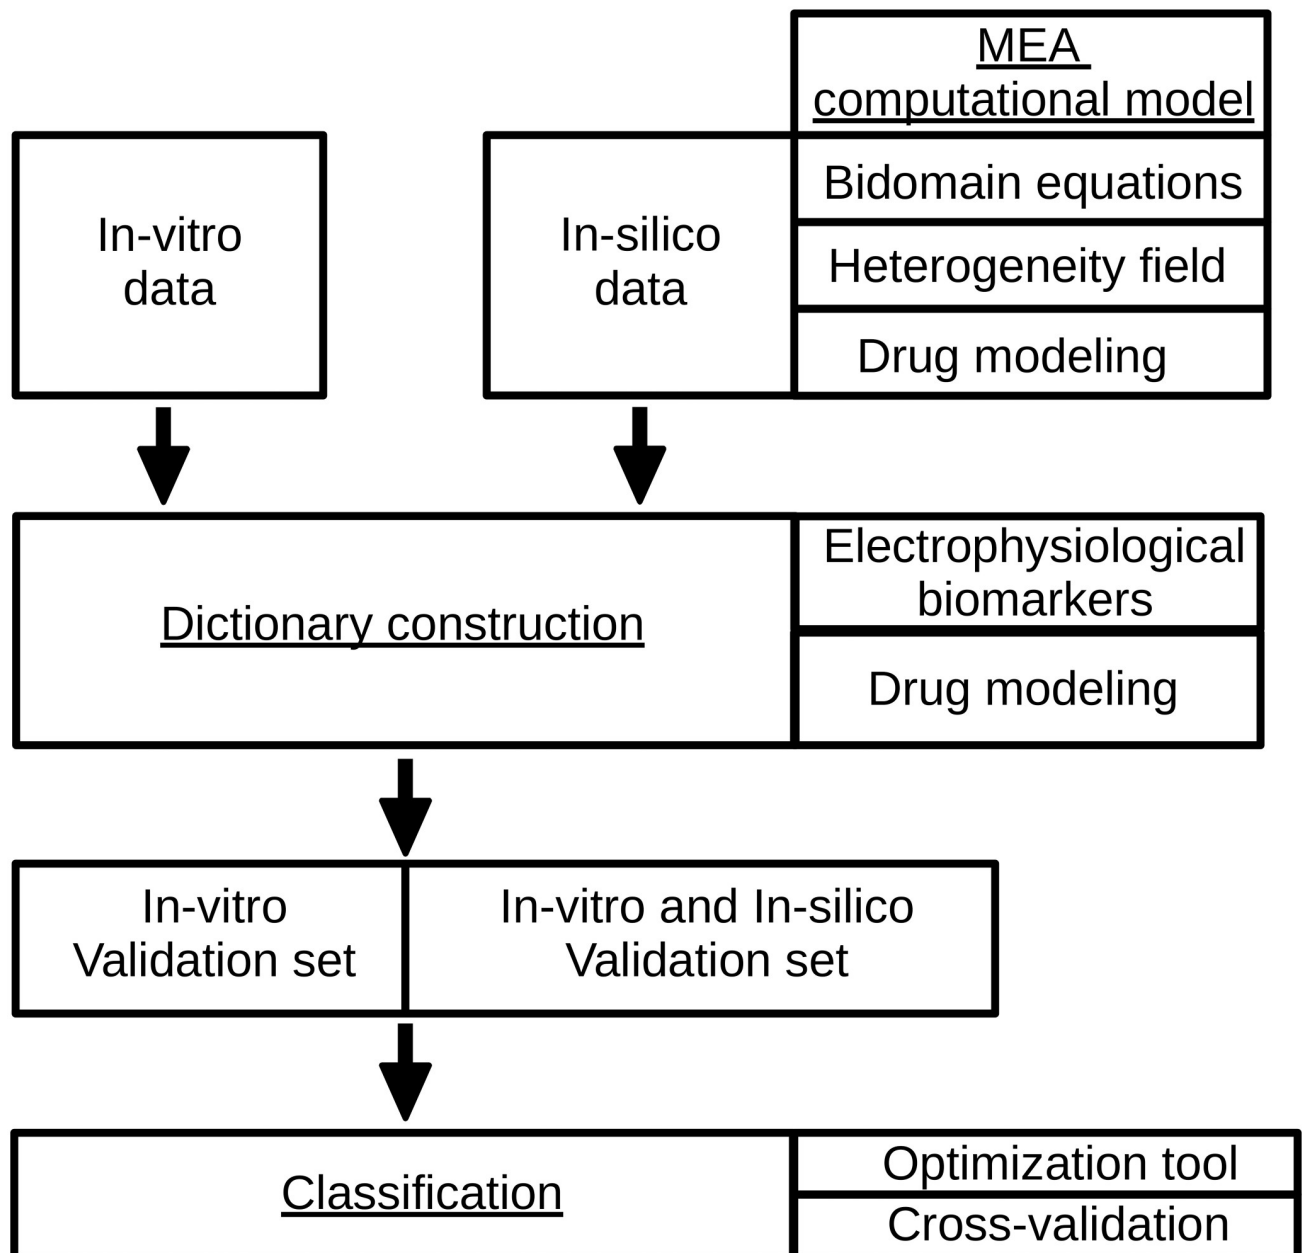 MEA
computational model
In-vitro
data
In-silico
data
Bidomain equations
Heterogeneity field
Drug modeling
Dictionary construction
Electrophysiological
biomarkers
Drug modeling
In-vitro
Validation set
In-vitro and In-silico
Validation set
Classification
Optimization tool
Cross-validation